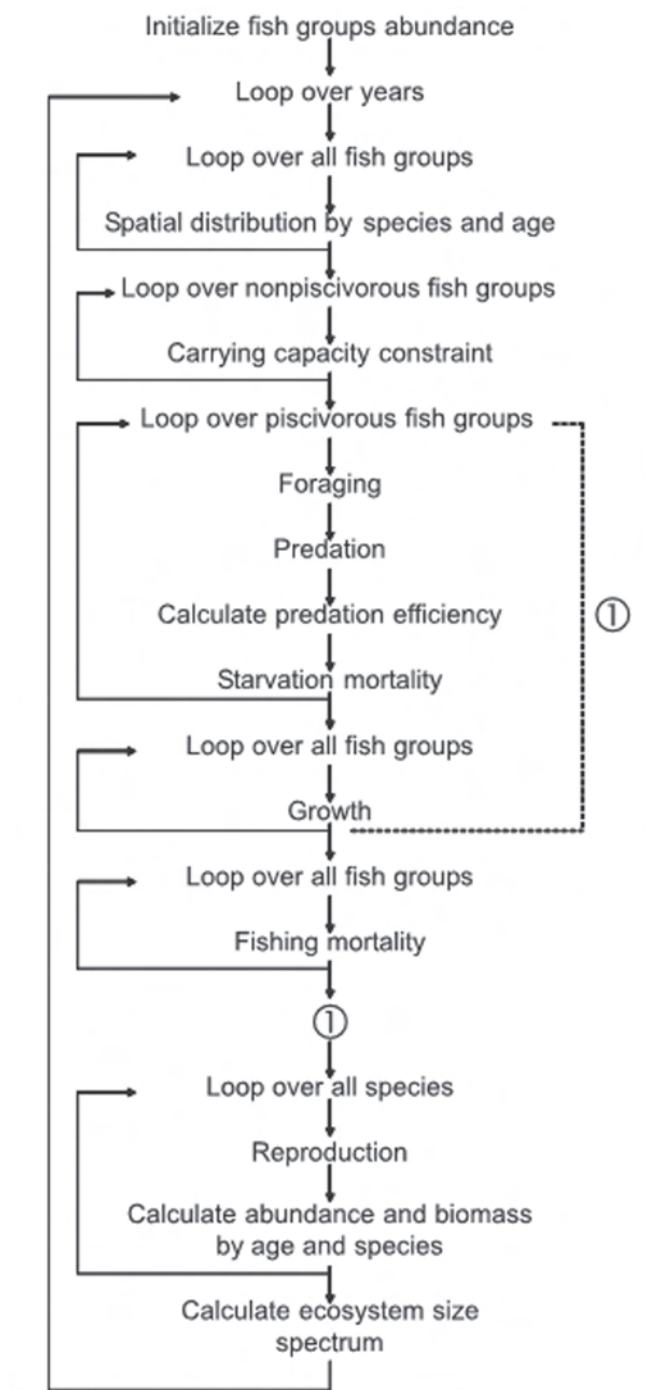 Initialize fish groups abundance
Loop over years
Loop over all fish groups
Spatial distribution by species and age
Loop over nonpiscivorous fish groups
Carrying capacity constraint
Loop over piscivorous fish groups
Foraging
Predation
Calculate predation efficiency
①
Starvation mortality
Loop over all fish groups
Growth
Loop over all fish groups
Fishing mortality
①
Loop over all species
Reproduction
Calculate abundance and biomass
by age and species
Calculate ecosystem size
spectrum